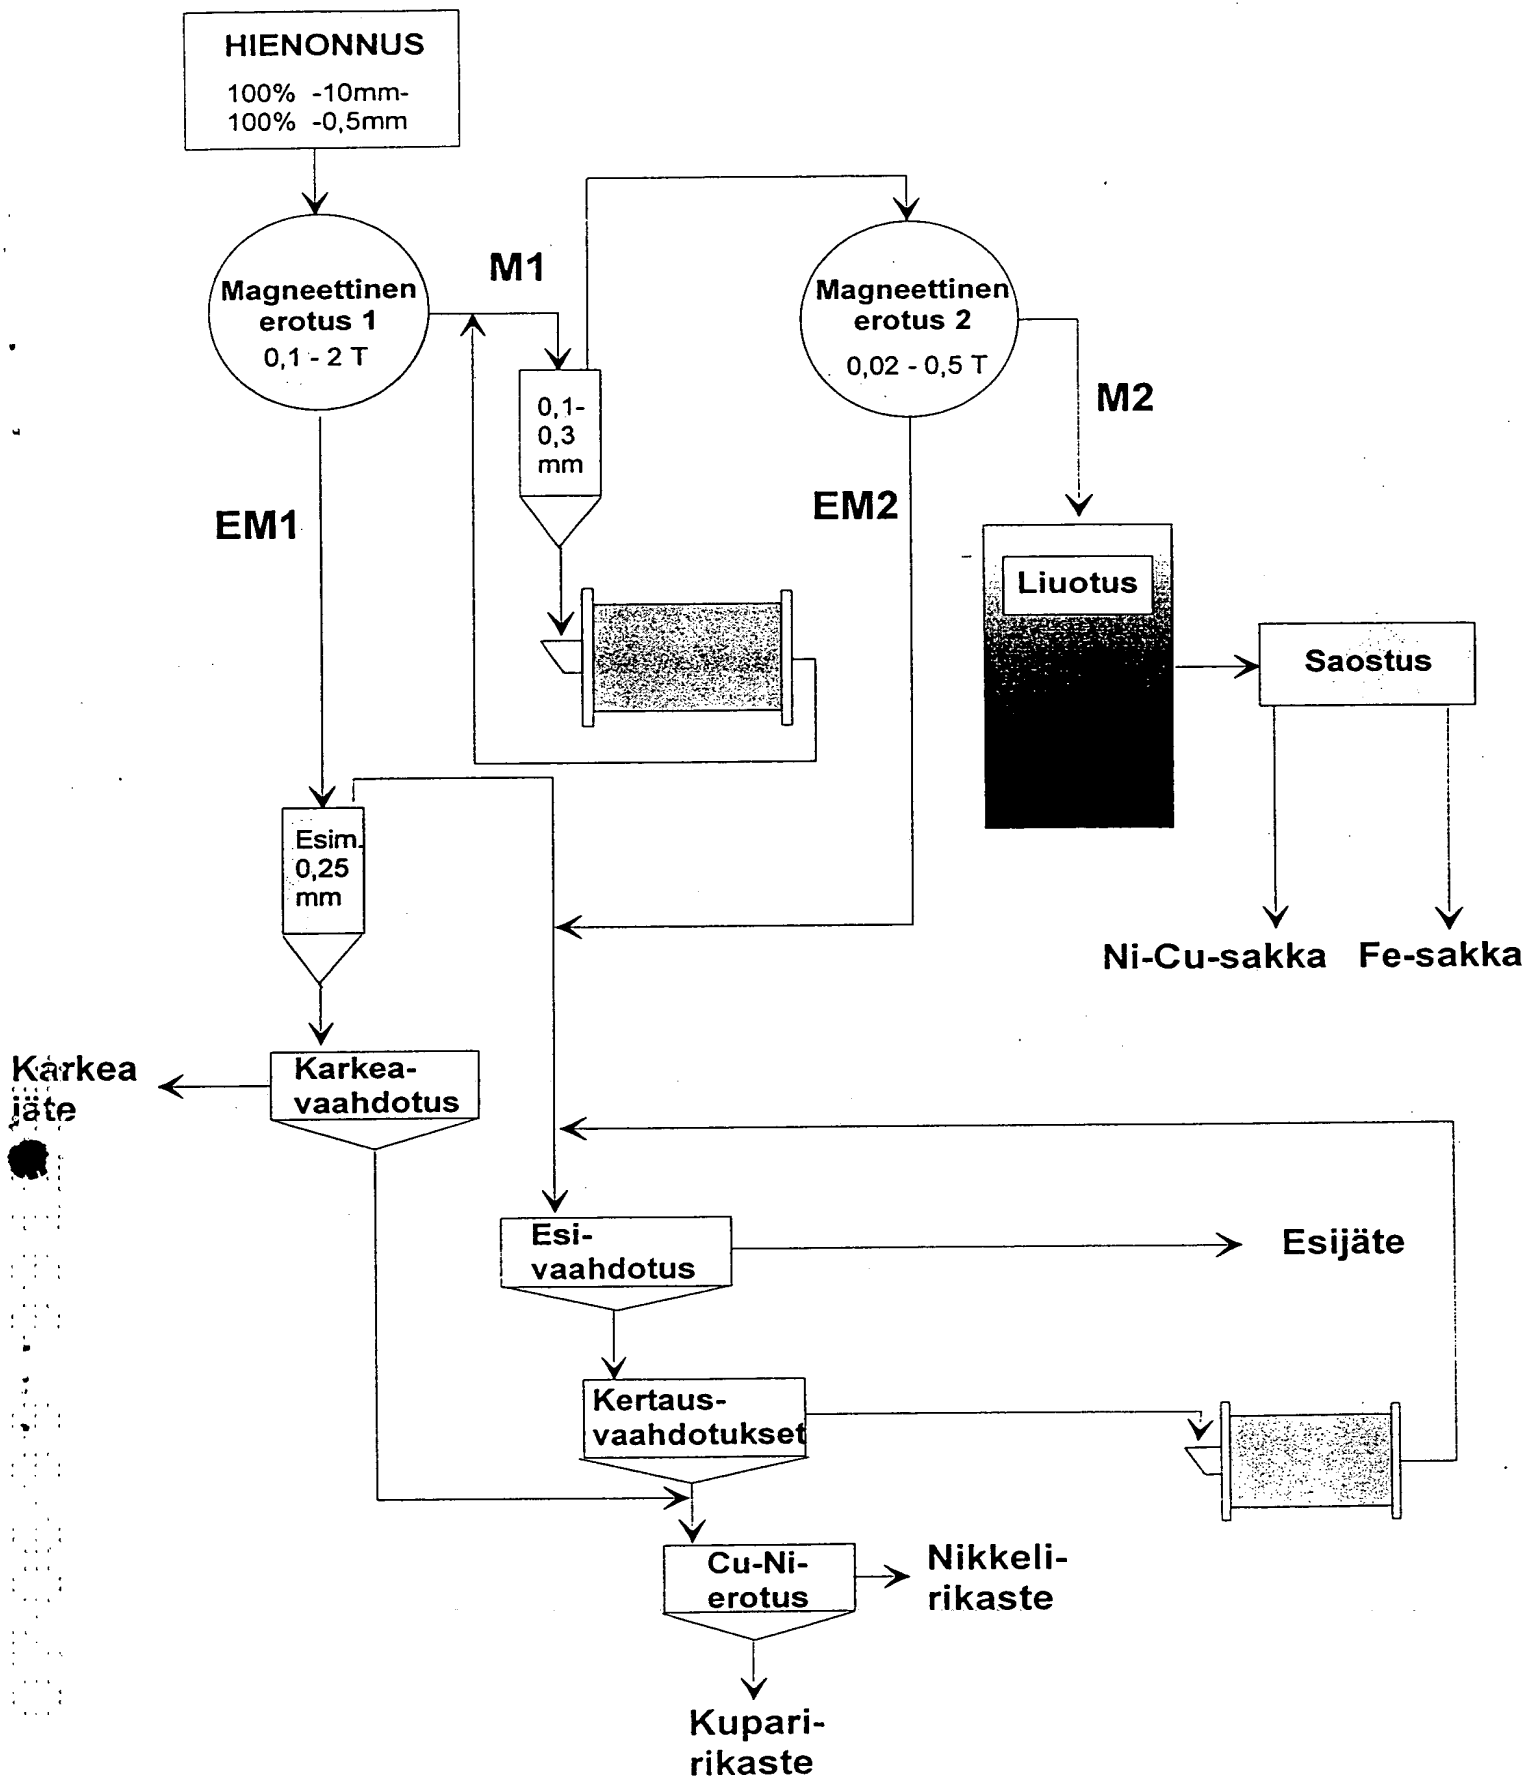 HIENONNUS
100% -10mm-
100% -0,5mm
Magneettinen
erotus 1
0,1 - 2 T
M1
0,1-
0,3
mm
Magneettinen
erotus 2
0,02 - 0,5 T
M2
EM1
EM2
Liuotus
Saostus
Ni-Cu-sakka
Fe-sakka
Esim.
0,25
mm
Karkea
jäte
Karkea-
vaahdotus
Esi-
vaahdotus
Esijäte
Kertaus-
vaahdotukset
Cu-Ni-
erotus
Nikkeli-
rikaste
Kupari-
rikaste